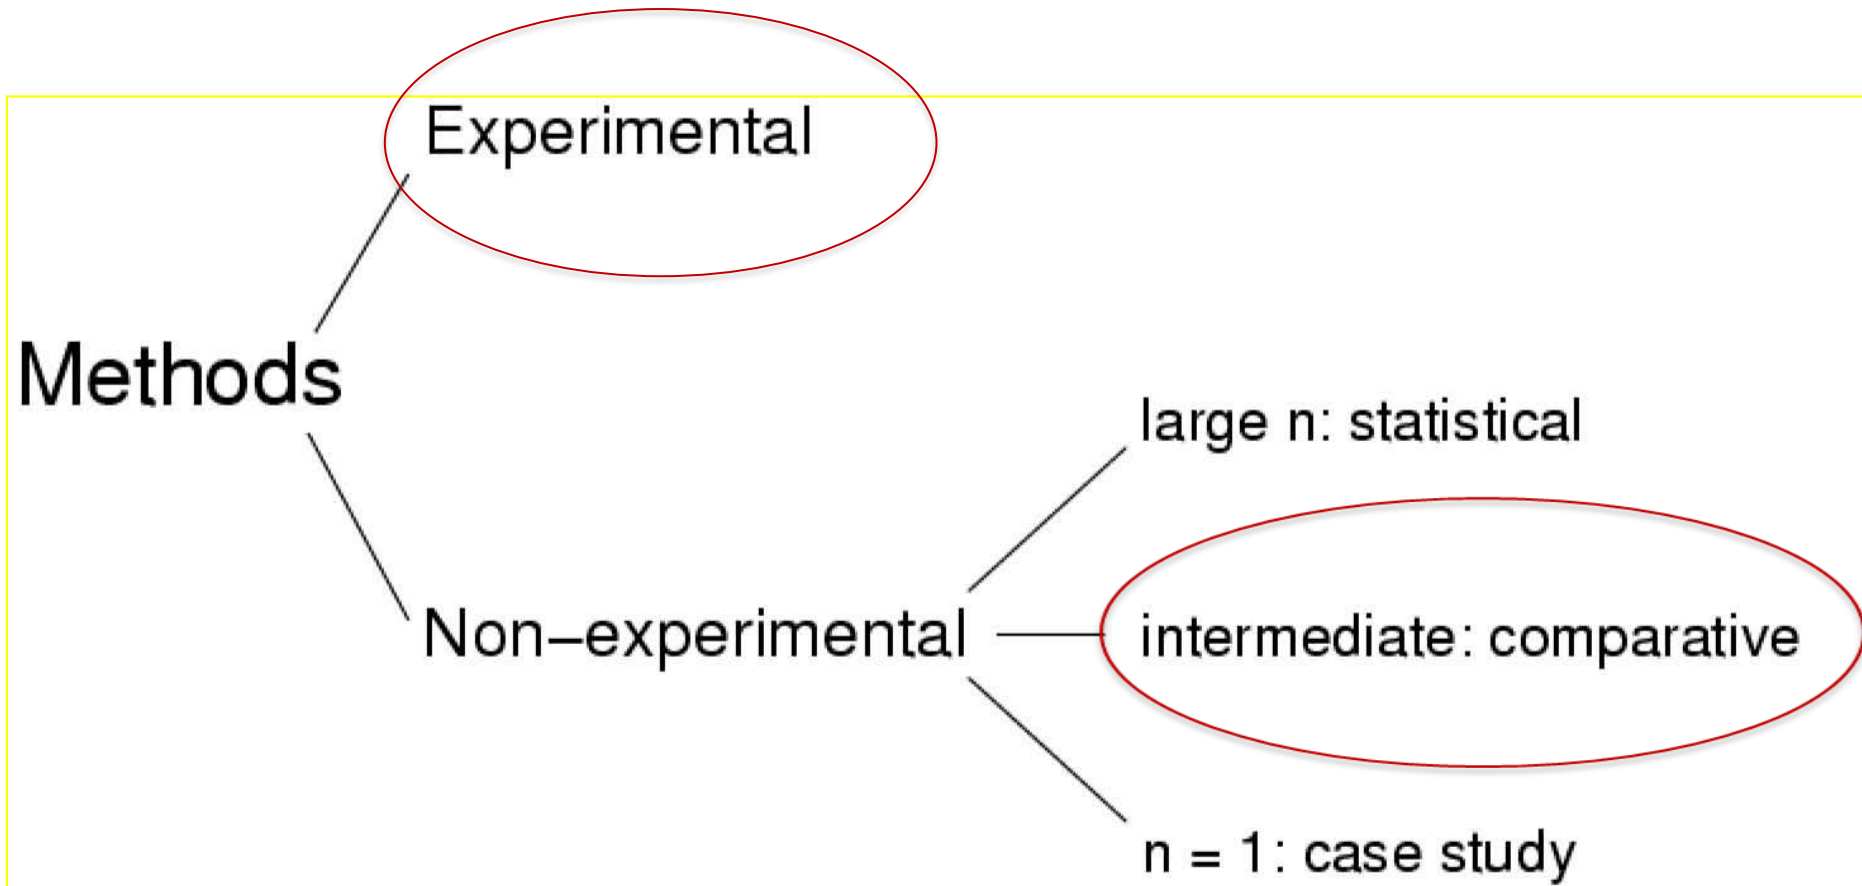 Experimental
Methods
large n: statistical
Non–experimental
intermediate: comparative
n = 1: case study